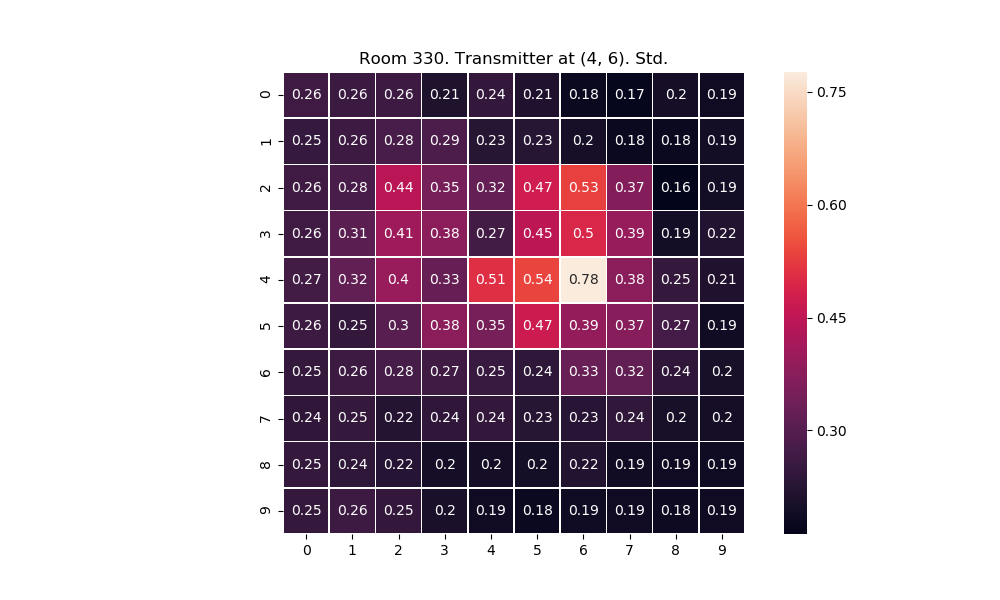 Room 330. Transmitter at (4, 6). Std.
0 0.26 0.26 0.26 0.21 0.24 0.21 0.18 0.17 0.2 0.19
1 0.25 0.26 0.28 0.29 0.23 0.23 0.2 0.18 0.18 0.19
2 0.26 0.28 0.44 0.35 0.32 0.47 0.53 0.37 0.16 0.19
3 0.26 0.31 0.41 0.38 0.27 0.45 0.5 0.39 0.19 0.22
4 0.27 0.32 0.4 0.33 0.51 0.54 0.78 0.38 0.25 0.21
5 0.26 0.25 0.3 0.38 0.35 0.47 0.39 0.37 0.27 0.19
6 0.25 0.26 0.28 0.27 0.25 0.24 0.33 0.32 0.24 0.2
7 0.24 0.25 0.22 0.24 0.24 0.23 0.23 0.24 0.2 0.2
8 0.25 0.24 0.22 0.2 0.2 0.2 0.22 0.19 0.19 0.19
9 0.25 0.26 0.25 0.2 0.19 0.18 0.19 0.19 0.18 0.19
0 1 2 3 4 5 6 7 8 9
0.75
0.60
0.45
0.30